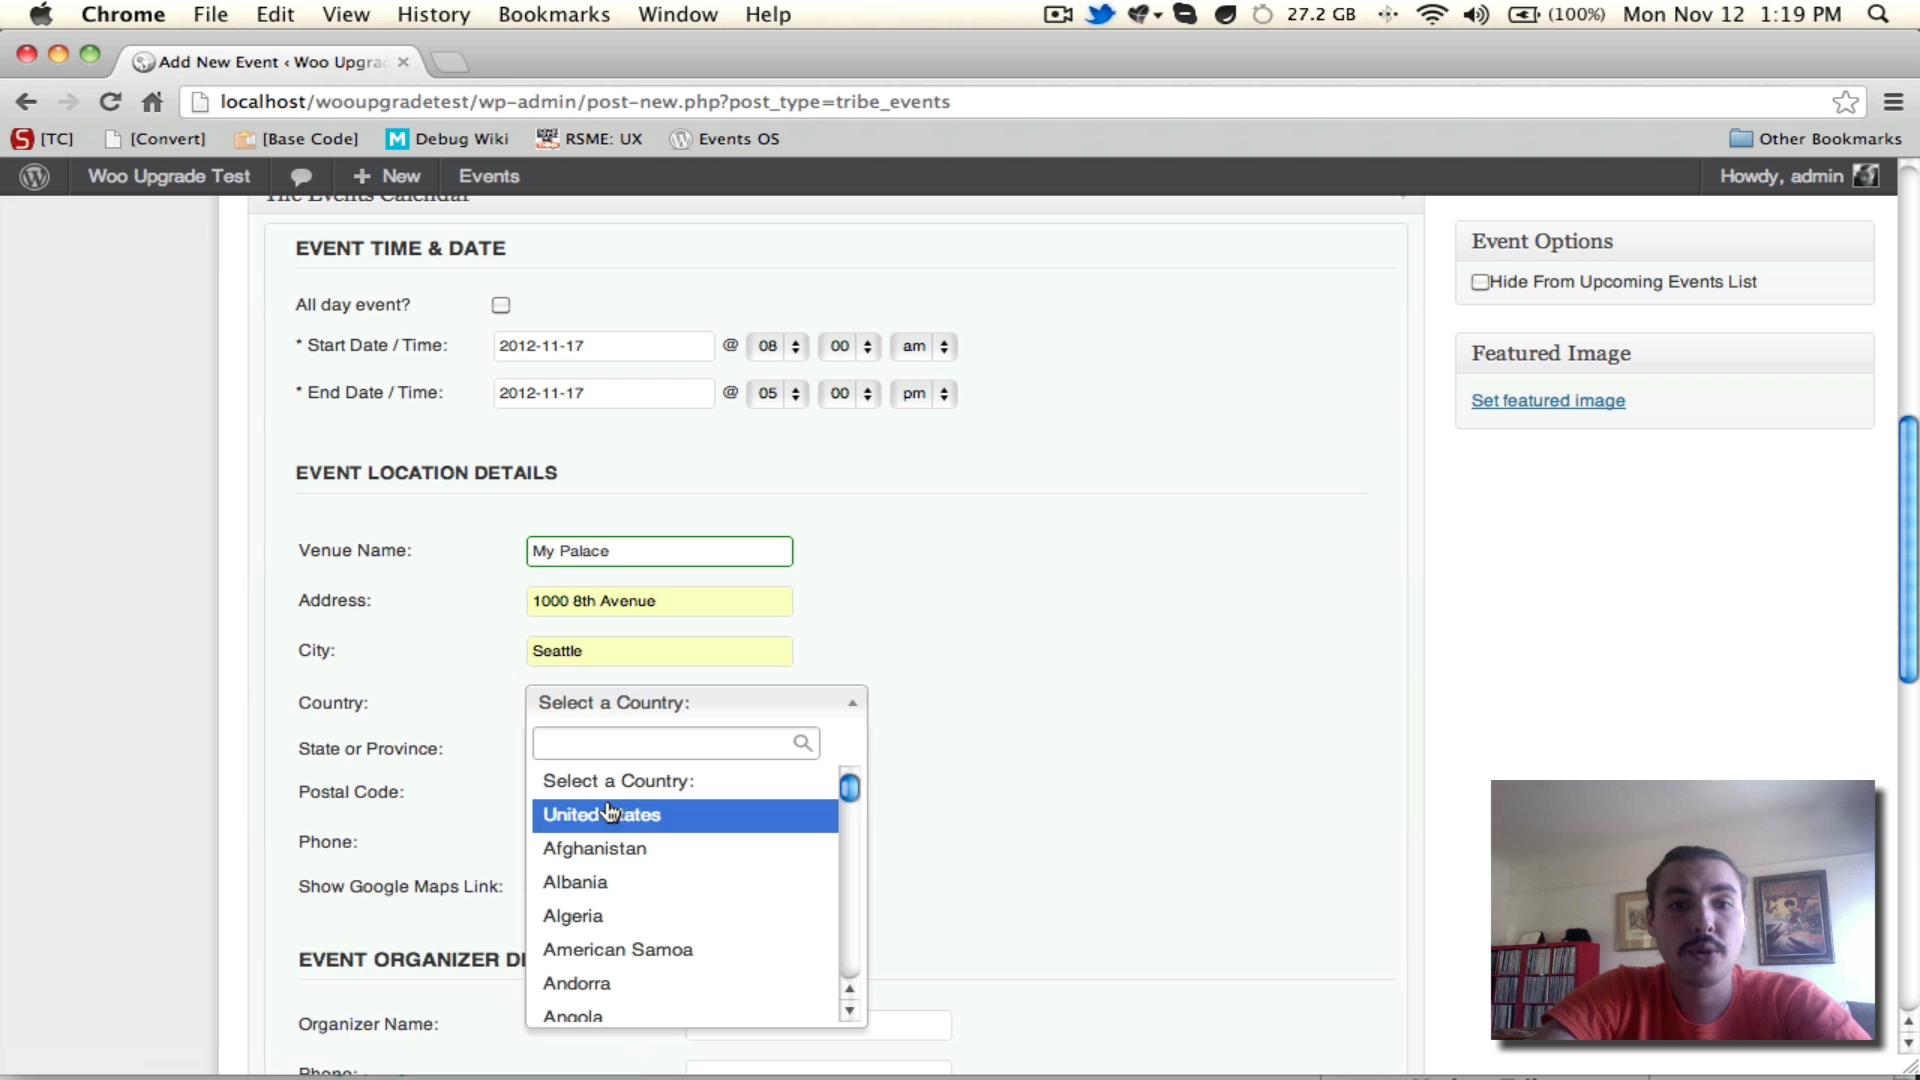 Chrome File Edit View History Bookmarks Window Help 27.2 GB (100%) Mon Nov 12 1:19 PM
Add New Event ‹ Woo Upgra
localhost/wooupgradetest/wp-admin/post-new.php?post_type=tribe_events
[TC] [Convert] [Base Code] Debug Wiki RSME: UX Events OS Other Bookmarks
Woo Upgrade Test + New Events Howdy, admin
The Events Calendar
EVENT TIME & DATE
All day event?
* Start Date / Time: 2012-11-17 @ 08 00 am
* End Date / Time: 2012-11-17 @ 05 00 pm
EVENT LOCATION DETAILS
Venue Name: My Palace
Address: 1000 8th Avenue
City: Seattle
Country: Select a Country:
State or Province:
Select a Country:
Postal Code:
United States
Phone:
Afghanistan
Show Google Maps Link:
Albania
Algeria
American Samoa
EVENT ORGANIZER D
Andorra
Angola
Organizer Name:
Phone:
Event Options
Hide From Upcoming Events List
Featured Image
Set featured image